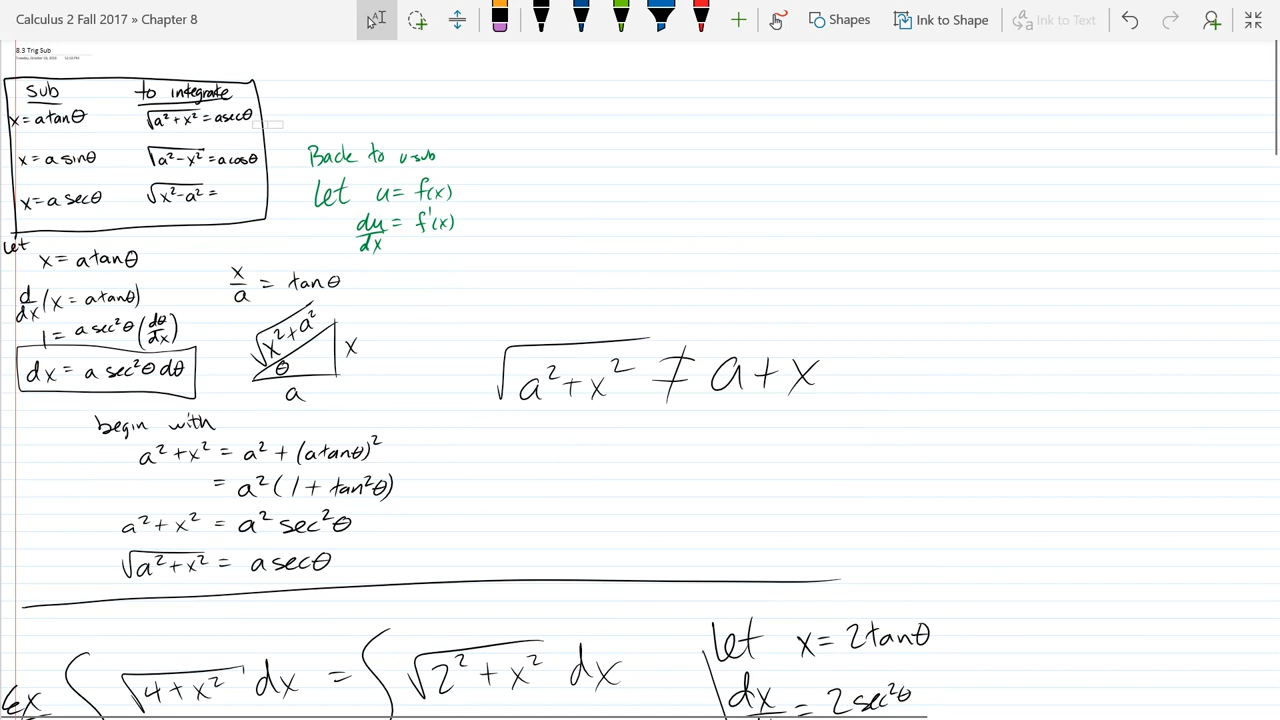 Calculus 2 Fall 2017 » Chapter 8
Shapes
Ink to Shape
Ink to Text
8.3 Trig Sub
sub to integrate
x = a tanθ √a²+x² = a secθ
x = a sinθ √a²-x² = a cosθ
x = a secθ √x²-a² =
Back to u-sub
Let u = f(x)
du/dx = f'(x)
Let
x = a tanθ
d/dx (x = a tanθ)
1 = a sec²θ (dθ/dx)
dx = a sec²θ dθ
x/a = tanθ
√x²+a²
θ
x
a
√a²+x² ≠ a+x
begin with
a²+x² = a² + (a tanθ)²
= a²(1 + tan²θ)
a²+x² = a² sec²θ
√a²+x² = a secθ
Ex ∫ √4+x² dx = ∫ √2²+x² dx
let x = 2tanθ
dx = 2sec²θ